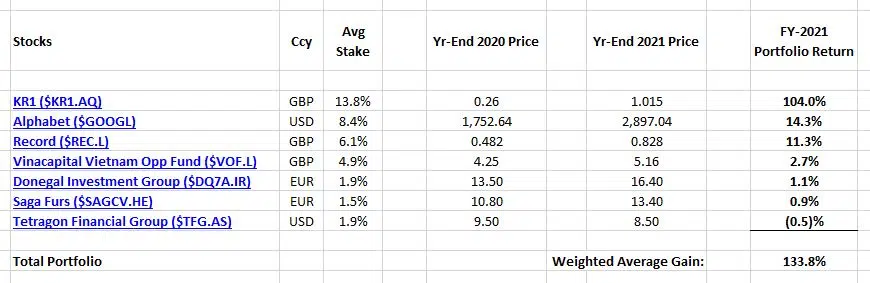 Stocks Ccy Avg Stake Yr-End 2020 Price Yr-End 2021 Price FY-2021 Portfolio Return
KR1 ($KR1.AQ) GBP 13.8% 0.26 1.015 104.0%
Alphabet ($GOOGL) USD 8.4% 1,752.64 2,897.04 14.3%
Record ($REC.L) GBP 6.1% 0.482 0.828 11.3%
Vinacapital Vietnam Opp Fund ($VOF.L) GBP 4.9% 4.25 5.16 2.7%
Donegal Investment Group ($DQ7A.IR) EUR 1.9% 13.50 16.40 1.1%
Saga Furs ($SAGCV.HE) EUR 1.5% 10.80 13.40 0.9%
Tetragon Financial Group ($TFG.AS) USD 1.9% 9.50 8.50 (0.5)%
Total Portfolio Weighted Average Gain: 133.8%